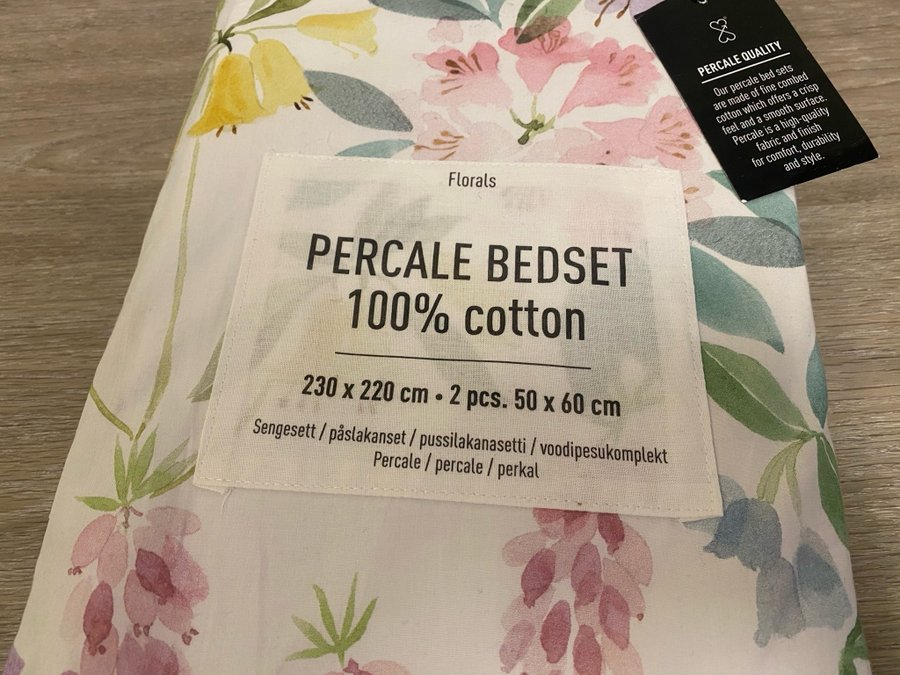 PERCALE QUALITY
Our percale bed sets
are made of fine combed
cotton which offers a crisp
feel and a smooth surface.
Percale is a high-quality
fabric and finish
for comfort, durability
and style.
Florals
PERCALE BEDSET
100% cotton
230 x 220 cm • 2 pcs. 50 x 60 cm
Sengesett / påslakanset / pussilakanasetti / voodipesukomplekt
Percale / percale / perkal